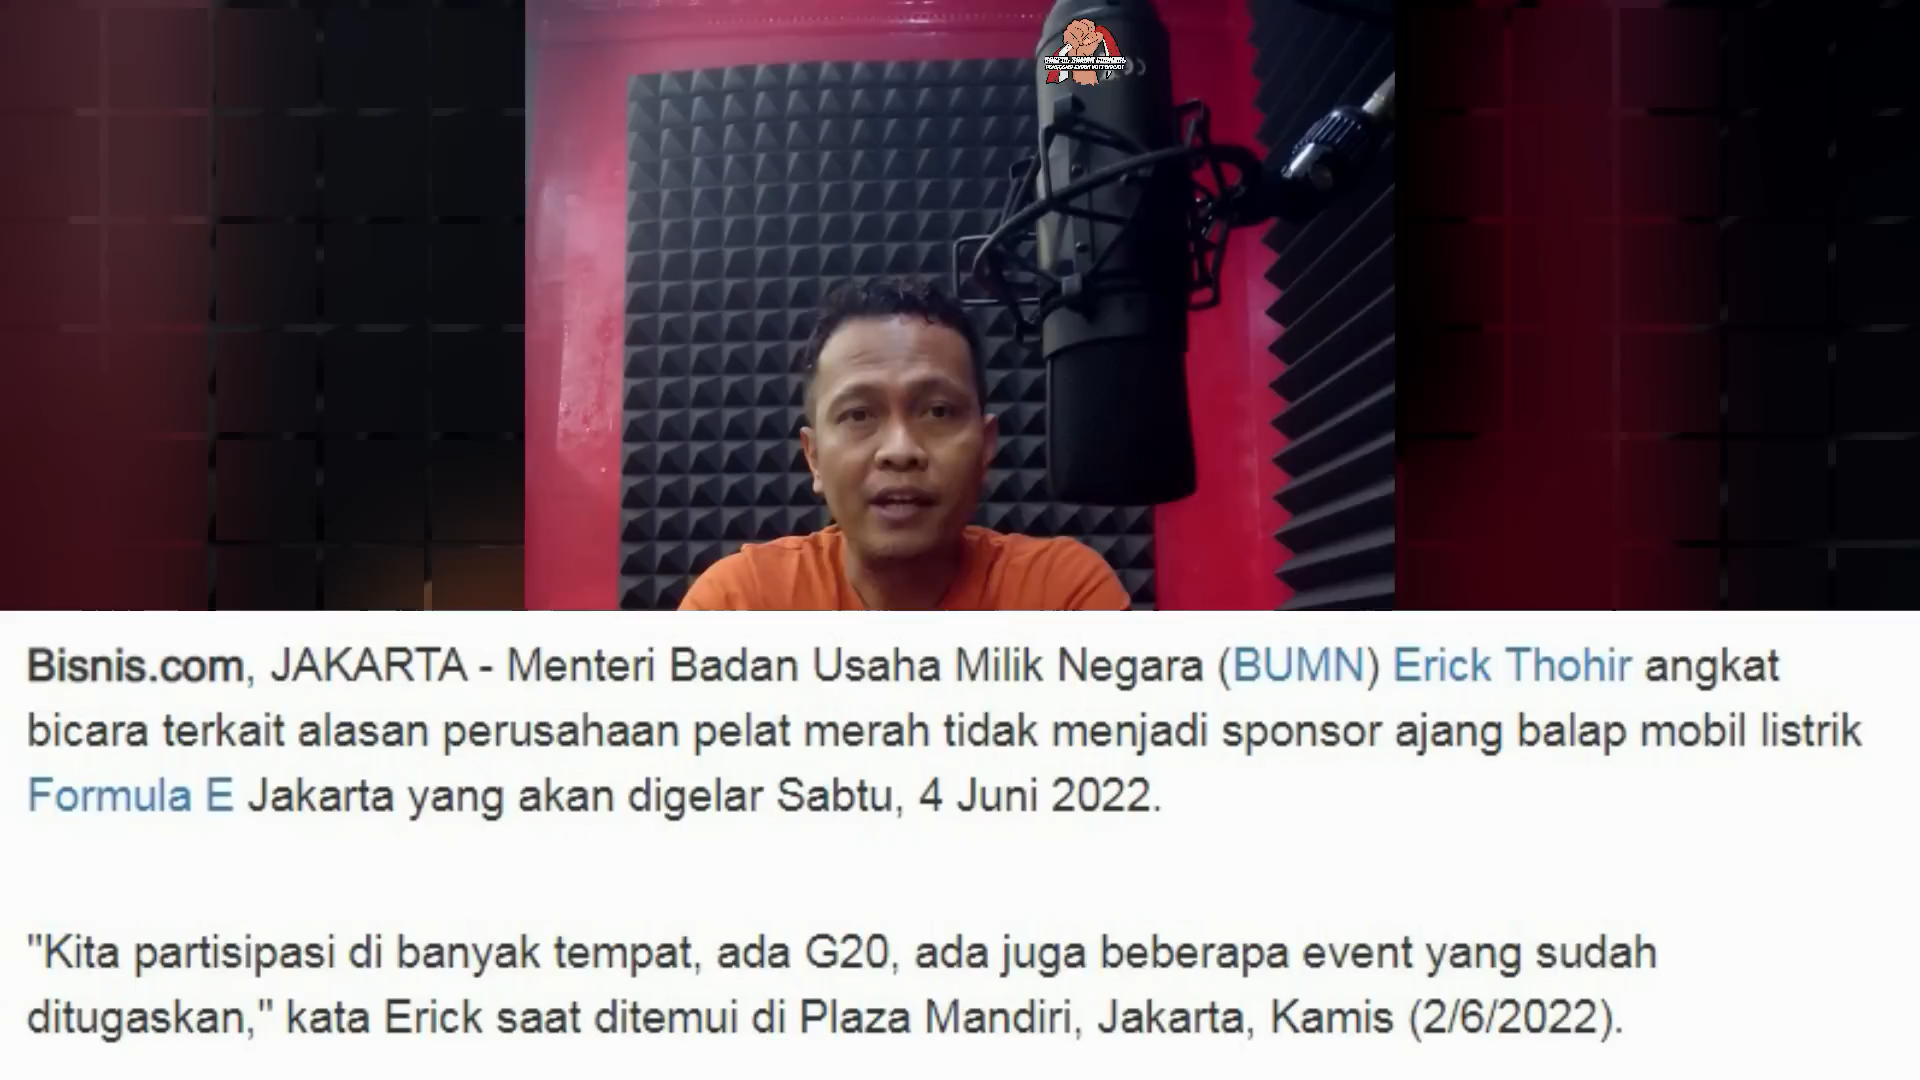 Bisnis.com, JAKARTA - Menteri Badan Usaha Milik Negara (BUMN) Erick Thohir angkat
bicara terkait alasan perusahaan pelat merah tidak menjadi sponsor ajang balap mobil listrik
Formula E Jakarta yang akan digelar Sabtu, 4 Juni 2022.
"Kita partisipasi di banyak tempat, ada G20, ada juga beberapa event yang sudah
ditugaskan," kata Erick saat ditemui di Plaza Mandiri, Jakarta, Kamis (2/6/2022).